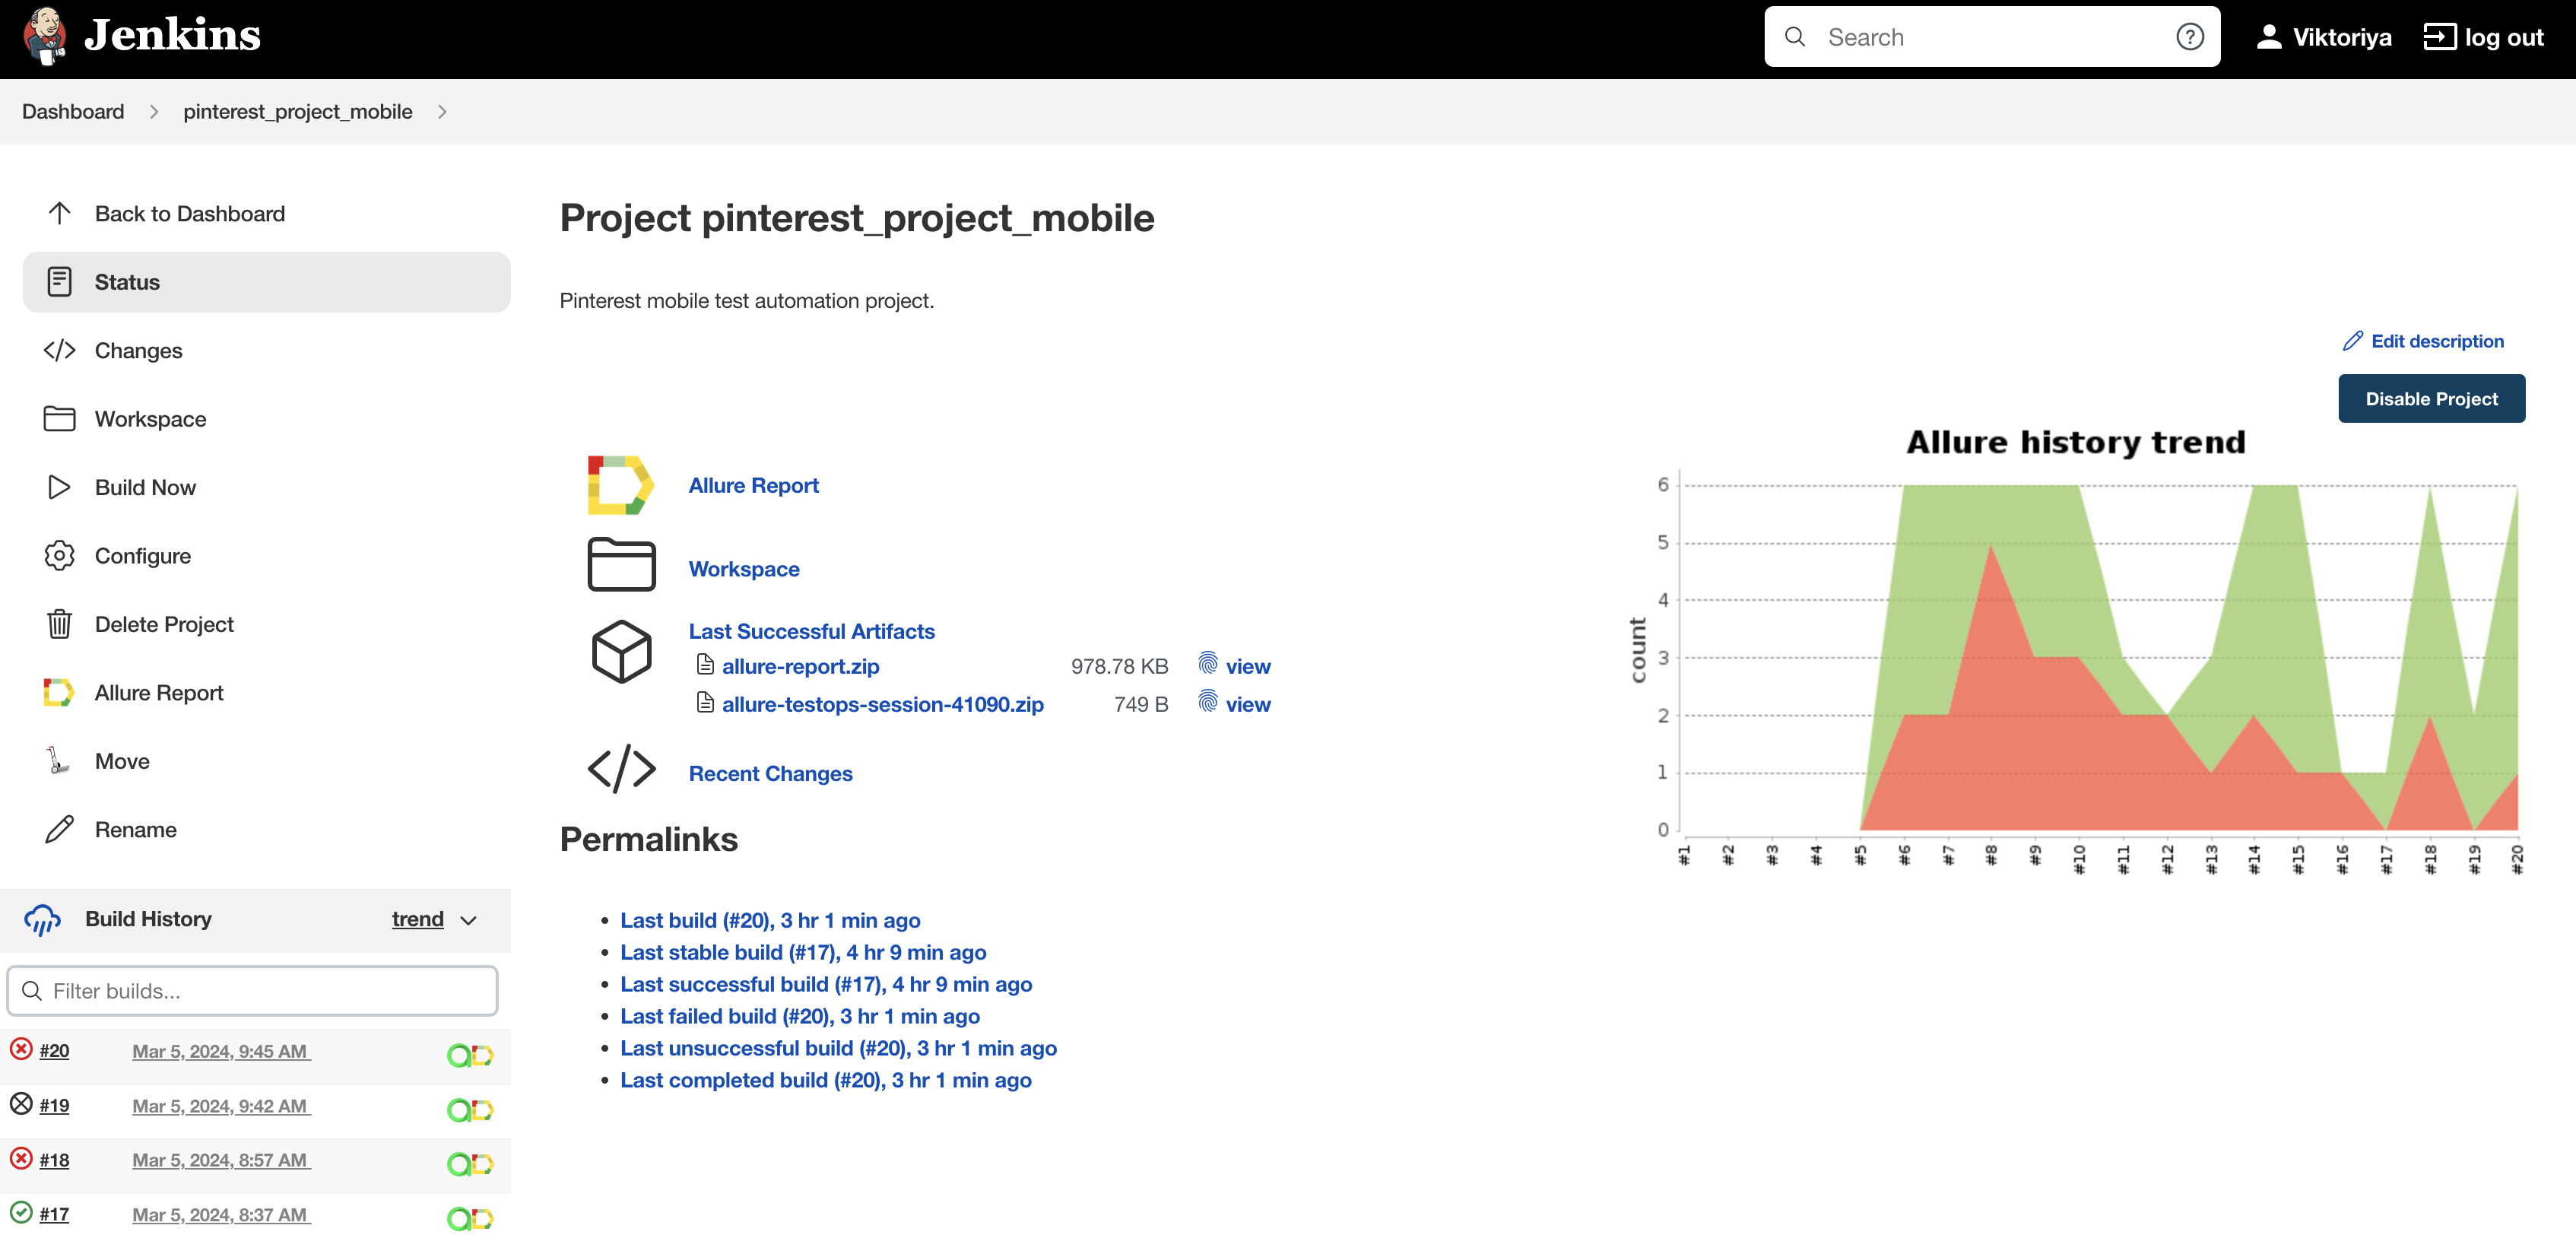 Jenkins
Search
Viktoriya
log out
Dashboard
pinterest_project_mobile
Back to Dashboard
Status
Changes
Workspace
Build Now
Configure
Delete Project
Allure Report
Move
Rename
Build History
trend
Filter builds...
#20 Mar 5, 2024, 9:45 AM
#19 Mar 5, 2024, 9:42 AM
#18 Mar 5, 2024, 8:57 AM
#17 Mar 5, 2024, 8:37 AM
Project pinterest_project_mobile
Pinterest mobile test automation project.
Edit description
Disable Project
Allure Report
Workspace
Last Successful Artifacts
allure-report.zip 978.78 KB view
allure-testops-session-41090.zip 749 B view
Recent Changes
Permalinks
Last build (#20), 3 hr 1 min ago
Last stable build (#17), 4 hr 9 min ago
Last successful build (#17), 4 hr 9 min ago
Last failed build (#20), 3 hr 1 min ago
Last unsuccessful build (#20), 3 hr 1 min ago
Last completed build (#20), 3 hr 1 min ago
Allure history trend
count
6
5
4
3
2
1
0
#1 #2 #3 #4 #5 #6 #7 #8 #9 #10 #11 #12 #13 #14 #15 #16 #17 #18 #19 #20